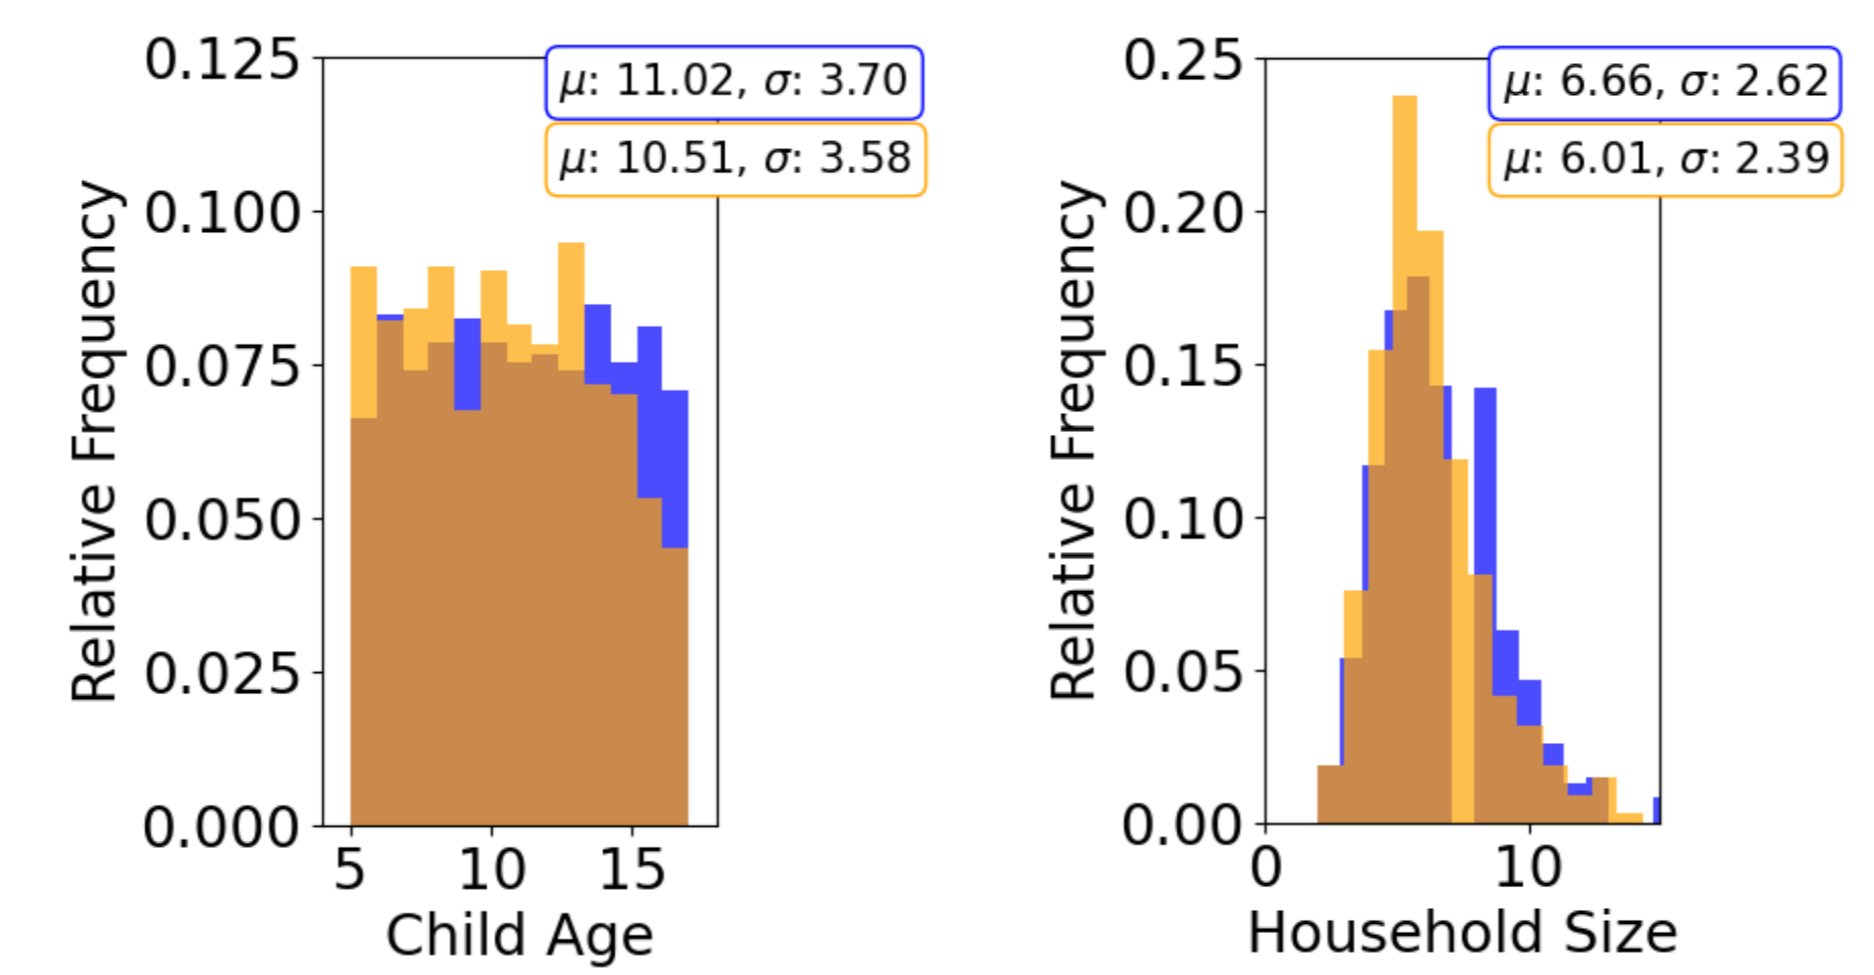 0.125
0.100
0.075
0.050
0.025
0.000
Relative Frequency
5 10 15
Child Age
μ: 11.02, σ: 3.70
μ: 10.51, σ: 3.58
0.25
0.20
0.15
0.10
0.05
0.00
Relative Frequency
0 10
Household Size
μ: 6.66, σ: 2.62
μ: 6.01, σ: 2.39